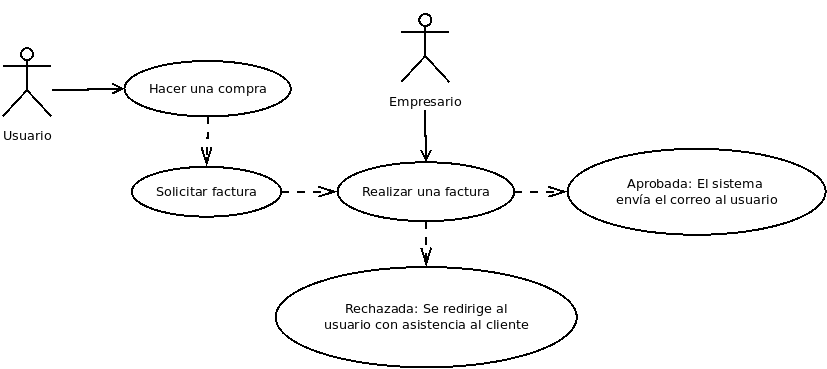 Usuario
Hacer una compra
Empresario
Solicitar factura
Realizar una factura
Aprobada: El sistema
envía el correo al usuario
Rechazada: Se redirige al
usuario con asistencia al cliente